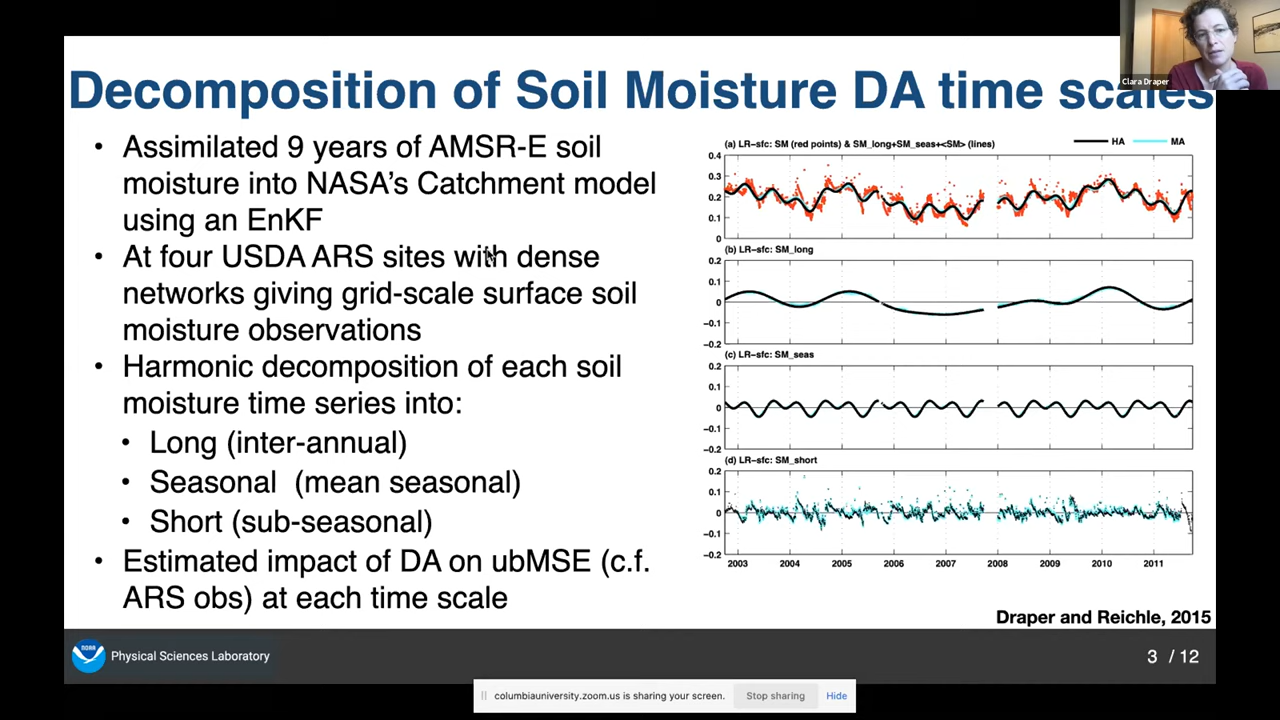 Clara Draper
Decomposition of Soil Moisture DA time scales
• Assimilated 9 years of AMSR-E soil
moisture into NASA's Catchment model
using an EnKF
• At four USDA ARS sites with dense
networks giving grid-scale surface soil
moisture observations
• Harmonic decomposition of each soil
moisture time series into:
• Long (inter-annual)
• Seasonal (mean seasonal)
• Short (sub-seasonal)
• Estimated impact of DA on ubMSE (c.f.
ARS obs) at each time scale
(a) LR-sfc: SM (red points) & SM_long+SM_seas+<SM> (lines)
HA MA
0.4
0.3
0.2
0.1
0
(b) LR-sfc: SM_long
0.2
0.1
0
-0.1
-0.2
(c) LR-sfc: SM_seas
0.2
0.1
0
-0.1
-0.2
(d) LR-sfc: SM_short
0.2
0.1
0
-0.1
-0.2
2003 2004 2005 2006 2007 2008 2009 2010 2011
Draper and Reichle, 2015
NOAA
Physical Sciences Laboratory
3 / 12
columbiauniversity.zoom.us is sharing your screen.
Stop sharing
Hide